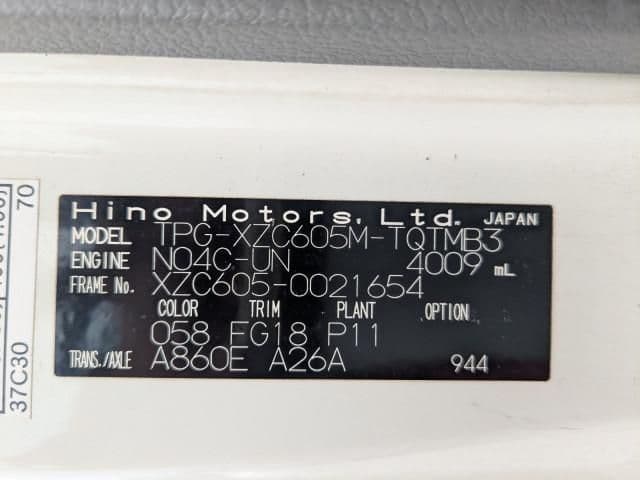 Hino Motors, Ltd. JAPAN
MODEL TPG-XZC605M-TQTMB3
ENGINE N04C-UN 4009 mL
FRAME No. XZC605-0021654
COLOR TRIM PLANT OPTION
058 FG18 P11
TRANS./AXLE A860E A26A 944
37C30 70